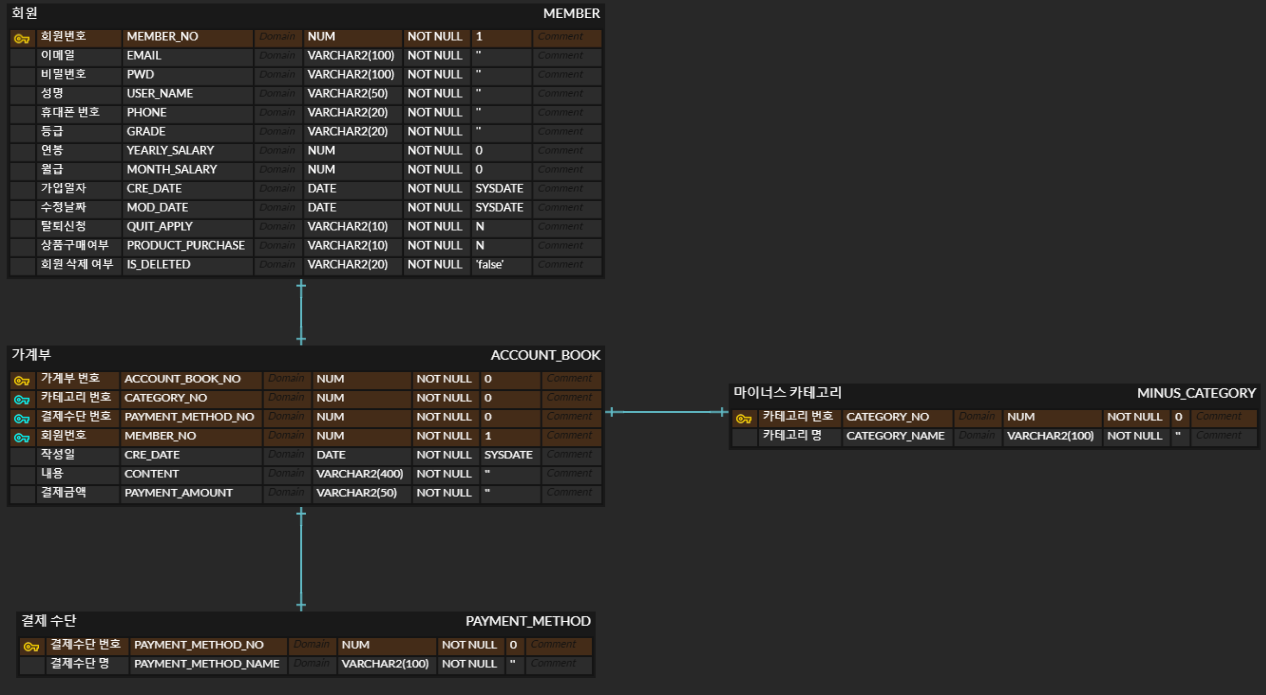 회원 MEMBER
회원번호 MEMBER_NO Domain NUM NOT NULL 1 Comment
이메일 EMAIL Domain VARCHAR2(100) NOT NULL '' Comment
비밀번호 PWD Domain VARCHAR2(100) NOT NULL '' Comment
성명 USER_NAME Domain VARCHAR2(50) NOT NULL '' Comment
휴대폰 번호 PHONE Domain VARCHAR2(20) NOT NULL '' Comment
등급 GRADE Domain VARCHAR2(20) NOT NULL '' Comment
연봉 YEARLY_SALARY Domain NUM NOT NULL 0 Comment
월급 MONTH_SALARY Domain NUM NOT NULL 0 Comment
가입일자 CRE_DATE Domain DATE NOT NULL SYSDATE Comment
수정날짜 MOD_DATE Domain DATE NOT NULL SYSDATE Comment
탈퇴신청 QUIT_APPLY Domain VARCHAR2(10) NOT NULL N Comment
상품구매여부 PRODUCT_PURCHASE Domain VARCHAR2(10) NOT NULL N Comment
회원 삭제 여부 IS_DELETED Domain VARCHAR2(20) NOT NULL 'false' Comment
가계부 ACCOUNT_BOOK
가계부 번호 ACCOUNT_BOOK_NO Domain NUM NOT NULL 0 Comment
카테고리 번호 CATEGORY_NO Domain NUM NOT NULL 0 Comment
결제수단 번호 PAYMENT_METHOD_NO Domain NUM NOT NULL 0 Comment
회원번호 MEMBER_NO Domain NUM NOT NULL 1 Comment
작성일 CRE_DATE Domain DATE NOT NULL SYSDATE Comment
내용 CONTENT Domain VARCHAR2(400) NOT NULL '' Comment
결제금액 PAYMENT_AMOUNT Domain VARCHAR2(50) NOT NULL '' Comment
마이너스 카테고리 MINUS_CATEGORY
카테고리 번호 CATEGORY_NO Domain NUM NOT NULL 0 Comment
카테고리 명 CATEGORY_NAME Domain VARCHAR2(100) NOT NULL '' Comment
결제 수단 PAYMENT_METHOD
결제수단 번호 PAYMENT_METHOD_NO Domain NUM NOT NULL 0 Comment
결제수단 명 PAYMENT_METHOD_NAME Domain VARCHAR2(100) NOT NULL '' Comment